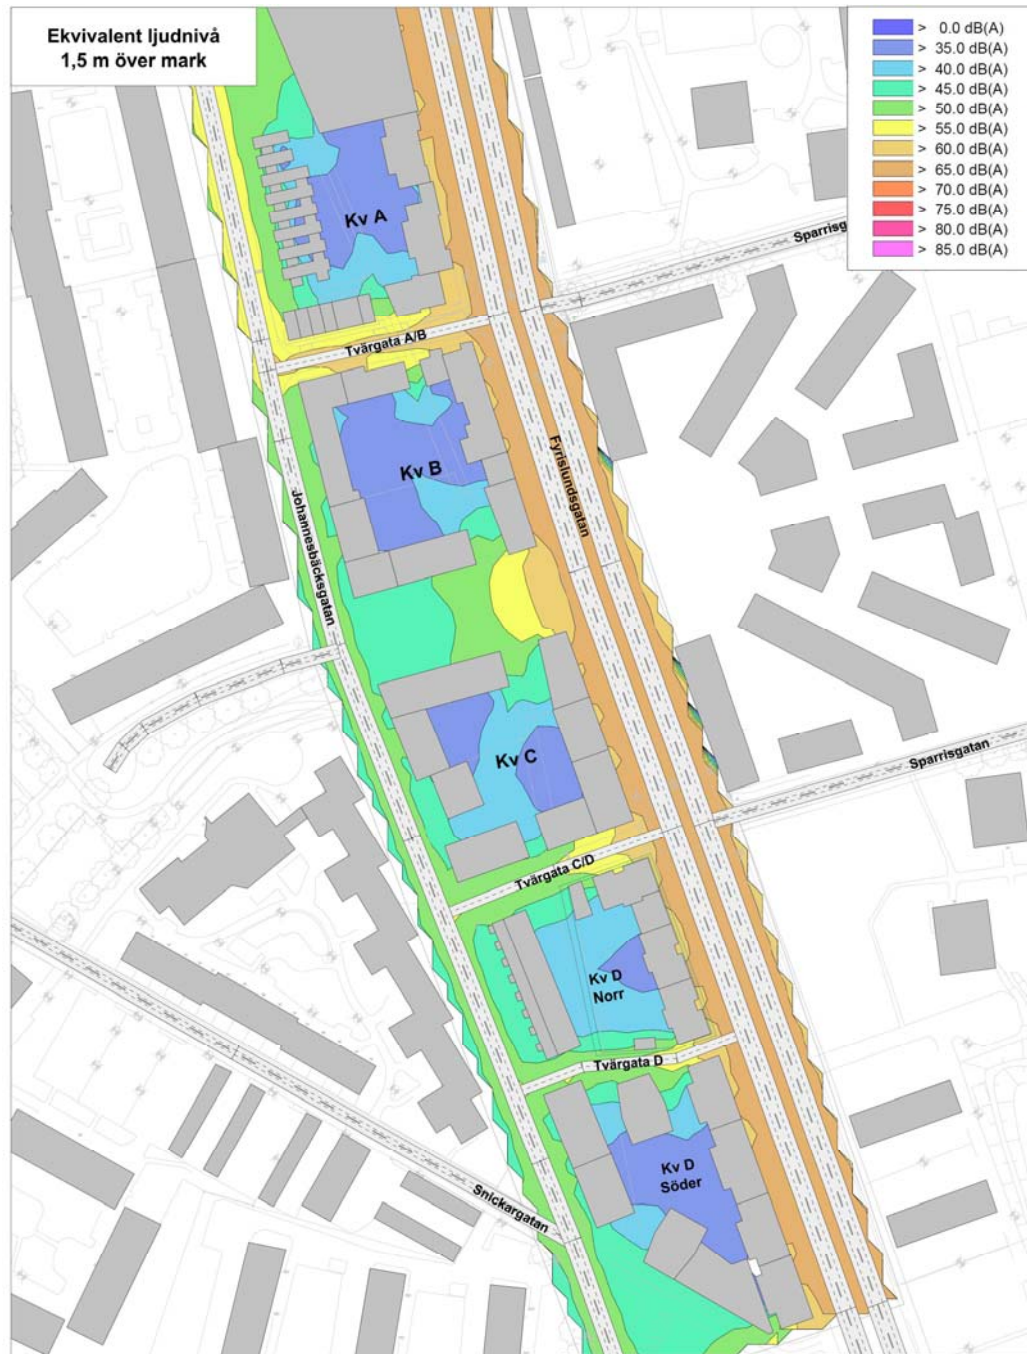 Ekvivalent ljudnivå
1,5 m över mark
> 0.0 dB(A)
> 35.0 dB(A)
> 40.0 dB(A)
> 45.0 dB(A)
> 50.0 dB(A)
> 55.0 dB(A)
> 60.0 dB(A)
> 65.0 dB(A)
> 70.0 dB(A)
> 75.0 dB(A)
> 80.0 dB(A)
> 85.0 dB(A)
Kv A
Sparrisg
Tvärgata A/B
Kv B
Fyrislundsgatan
Johannesbäcksgatan
Kv C
Sparrisgatan
Tvärgata C/D
Kv D
Norr
Tvärgata D
Kv D
Söder
Snickargatan